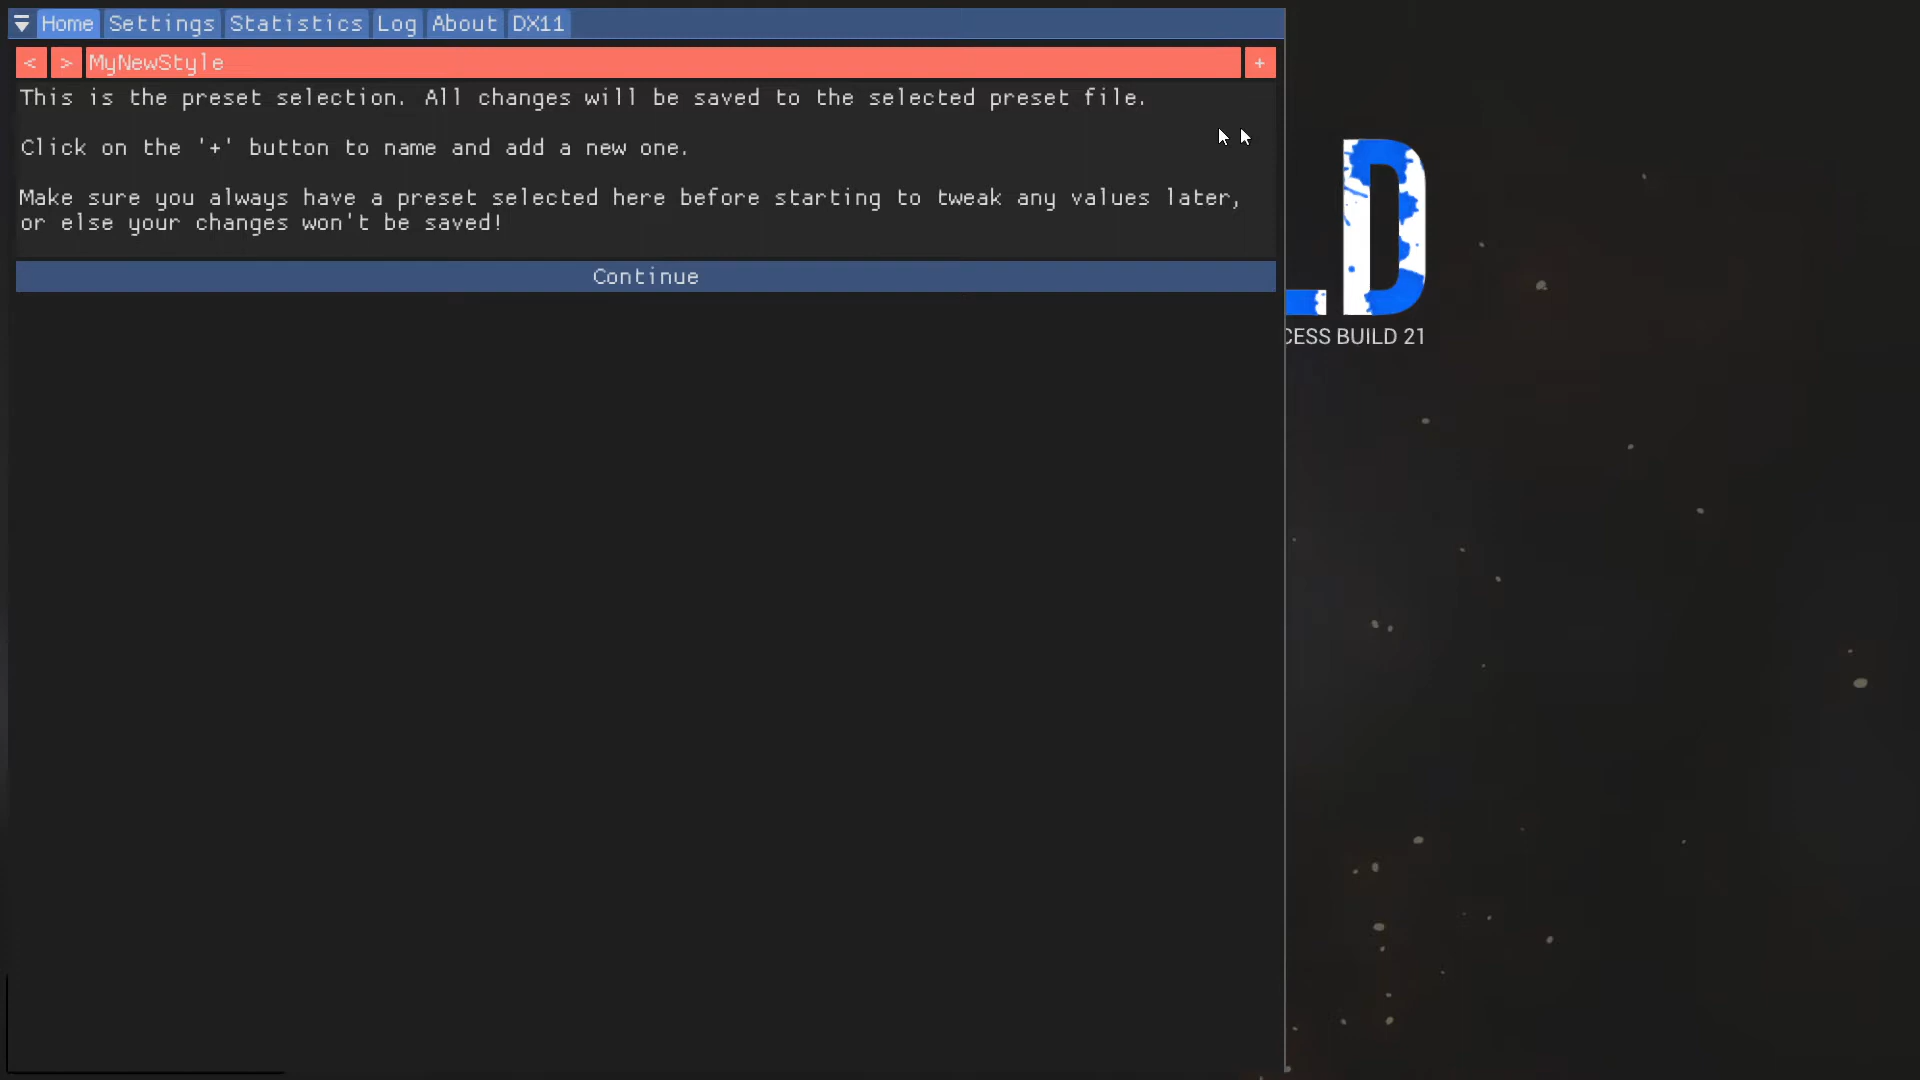 Home Settings Statistics Log About DX11
< > MyNewStyle +
This is the preset selection. All changes will be saved to the selected preset file.
Click on the '+' button to name and add a new one.
Make sure you always have a preset selected here before starting to tweak any values later,
or else your changes won't be saved!
Continue
D
BUILD 21